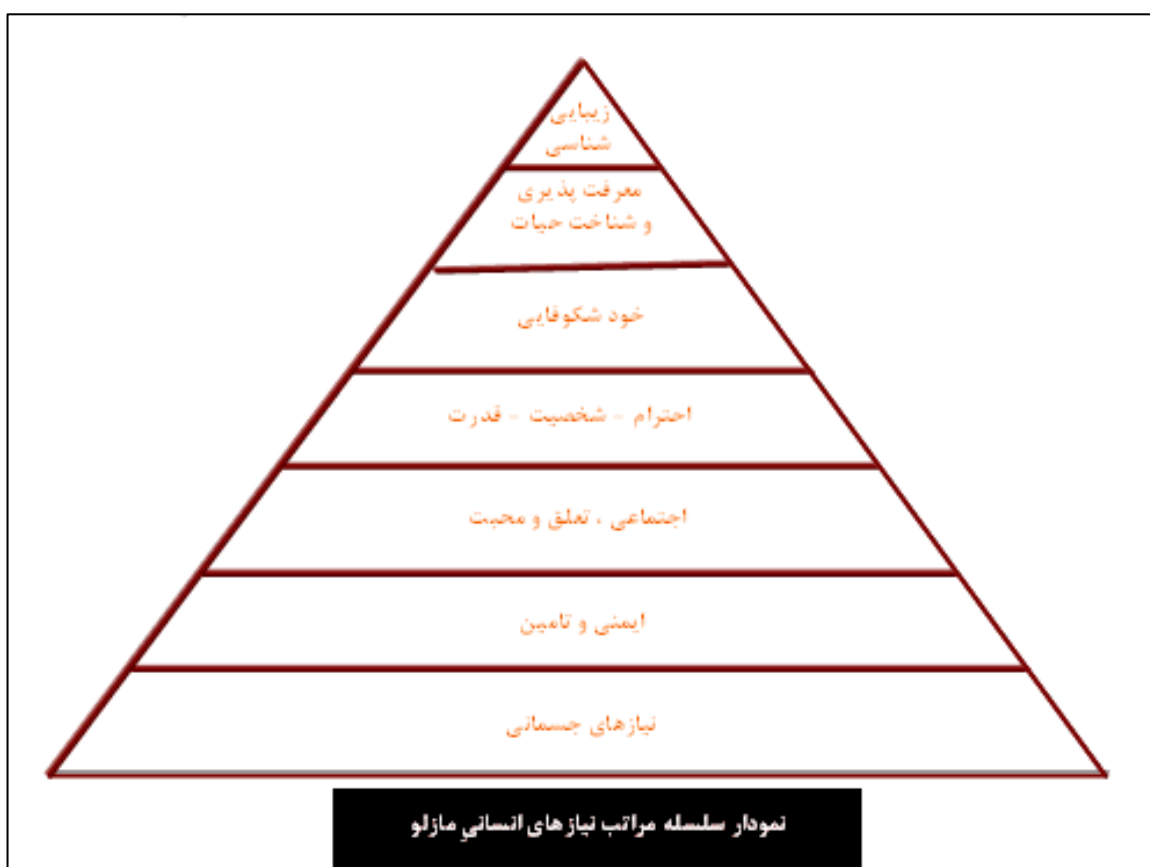 زیبایی
شناسی
معرفت پذیری
و شناخت حیات
خود شکوفایی
احترام - شخصیت - قدرت
اجتماعی ، تعلق و محبت
ایمنی و تامین
نیازهای جسمانی
نمودار سلسله مراتب نیازهای انسانیِ مازلو